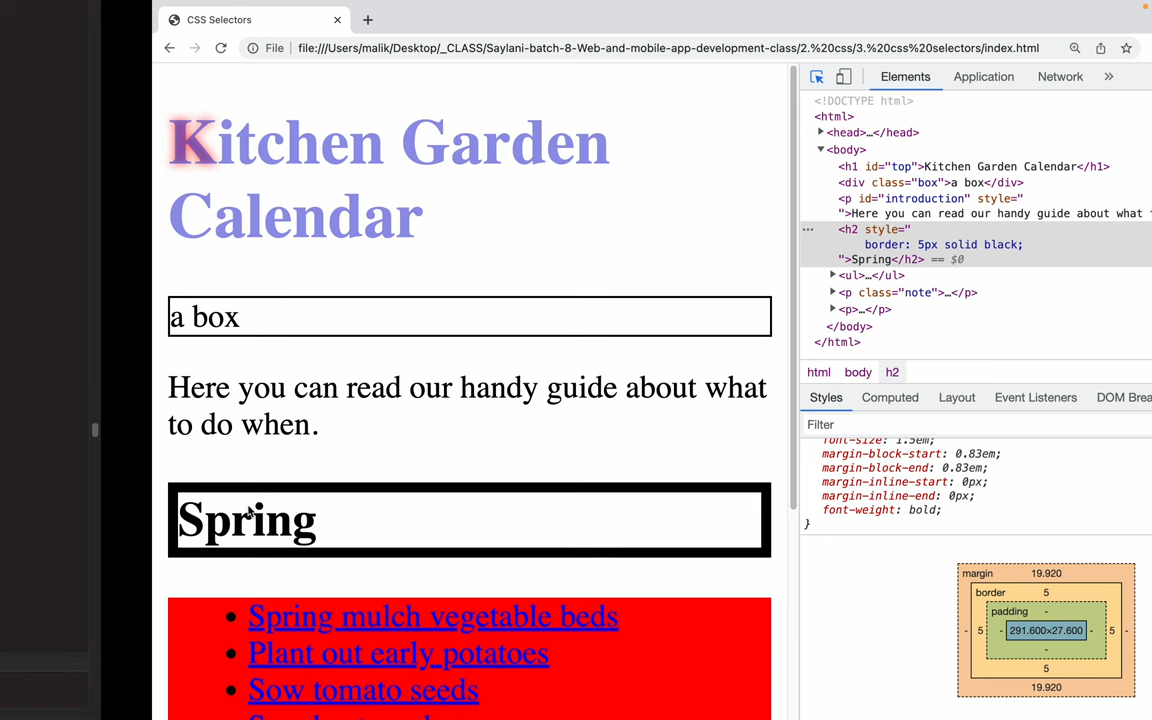 CSS Selectors
File
file:///Users/malik/Desktop/_CLASS/Saylani-batch-8-Web-and-mobile-app-development-class/2.%20css/3.%20css%20selectors/index.html
Kitchen Garden
Calendar
a box
Here you can read our handy guide about what
to do when.
Spring
Spring mulch vegetable beds
Plant out early potatoes
Sow tomato seeds
Elements Application Network »
<!DOCTYPE html>
<html>
<head>…</head>
<body>
<h1 id="top">Kitchen Garden Calendar</h1>
<div class="box">a box</div>
<p id="introduction" style="
">Here you can read our handy guide about what
<h2 style="
border: 5px solid black;
">Spring</h2> == $0
<ul>…</ul>
<p class="note">…</p>
<p>…</p>
</body>
</html>
html body h2
Styles Computed Layout Event Listeners DOM Brea
Filter
font-size: 1.5em;
margin-block-start: 0.83em;
margin-block-end: 0.83em;
margin-inline-start: 0px;
margin-inline-end: 0px;
font-weight: bold;
}
margin 19.920
border 5
padding -
5 - 291.600×27.600 - 5
-
5
19.920